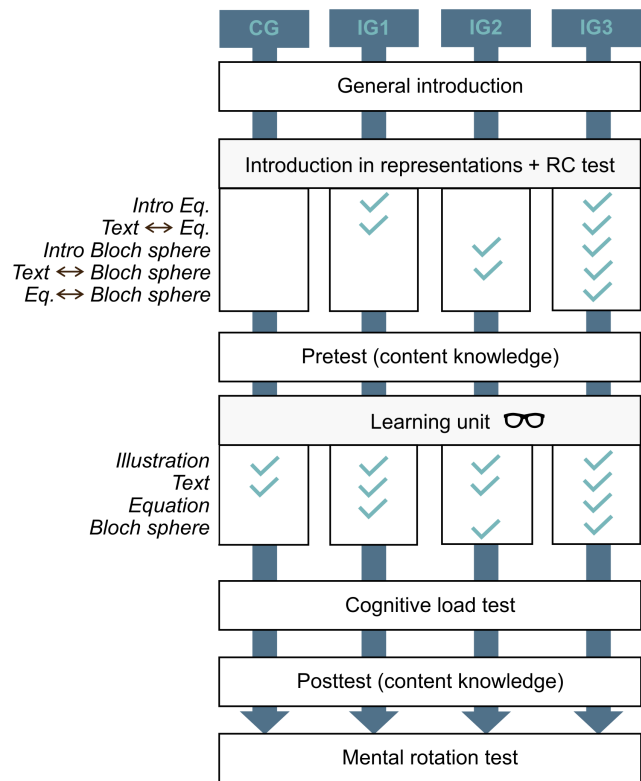 CG IG1 IG2 IG3
General introduction
Introduction in representations + RC test
Intro Eq.
Text ↔ Eq.
Intro Bloch sphere
Text ↔ Bloch sphere
Eq.↔ Bloch sphere
Pretest (content knowledge)
Learning unit
Illustration
Text
Equation
Bloch sphere
Cognitive load test
Posttest (content knowledge)
Mental rotation test